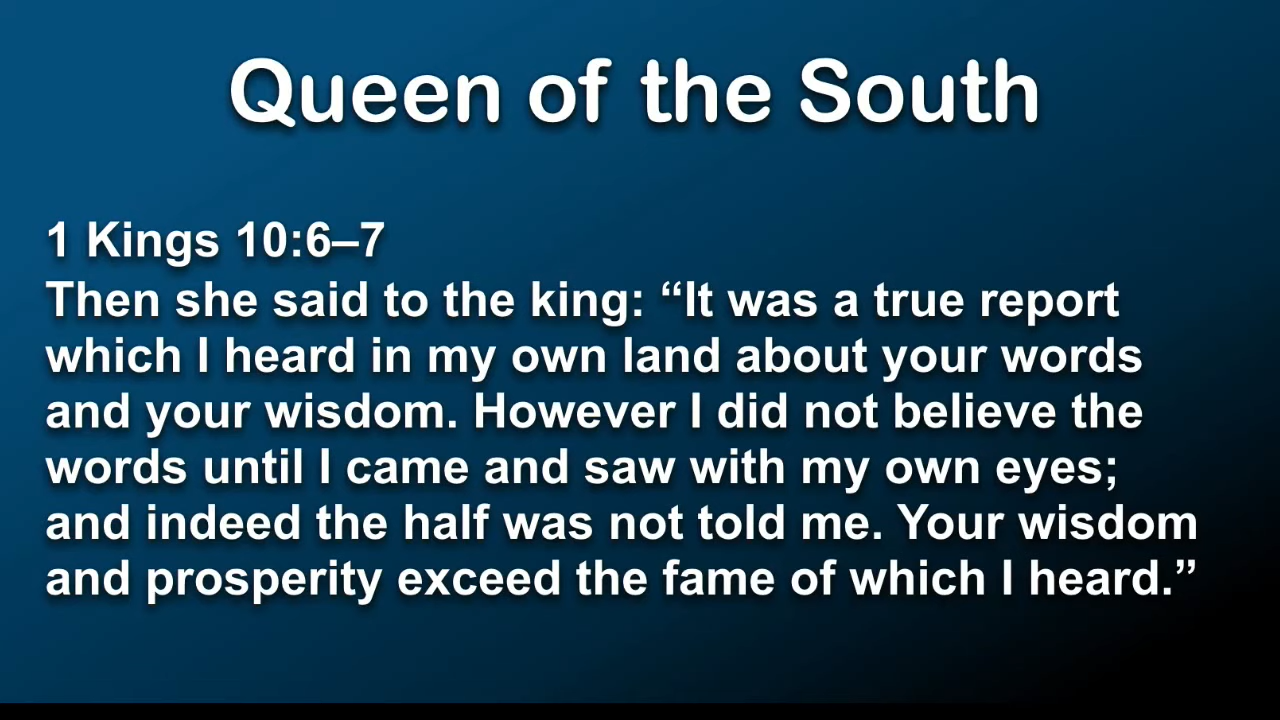 Queen of the South
1 Kings 10:6–7
Then she said to the king: “It was a true report
which I heard in my own land about your words
and your wisdom. However I did not believe the
words until I came and saw with my own eyes;
and indeed the half was not told me. Your wisdom
and prosperity exceed the fame of which I heard.”